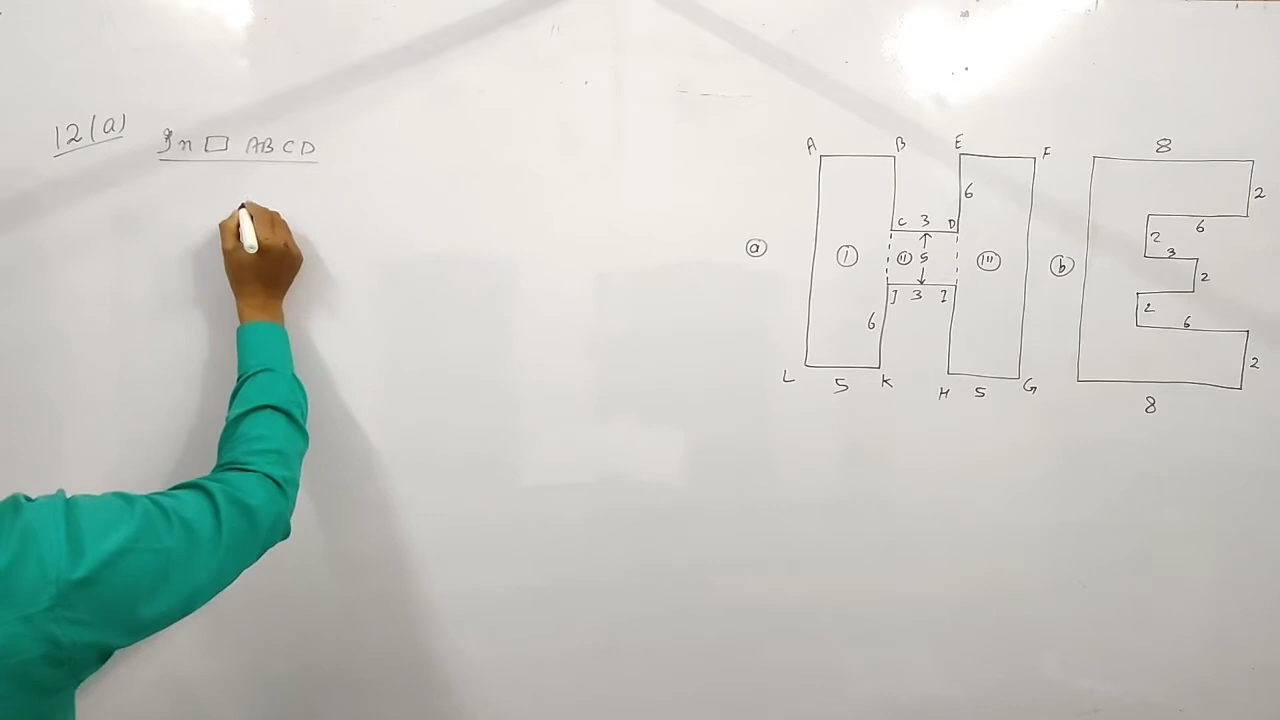 12(a) In □ ABCD
A B E F
6
C 3 D
(a) (I) (II) 5 (III)
J 3 I
6
L 5 K H 5 G
8
2
6
2
3
(b) 2
2
6
2
8